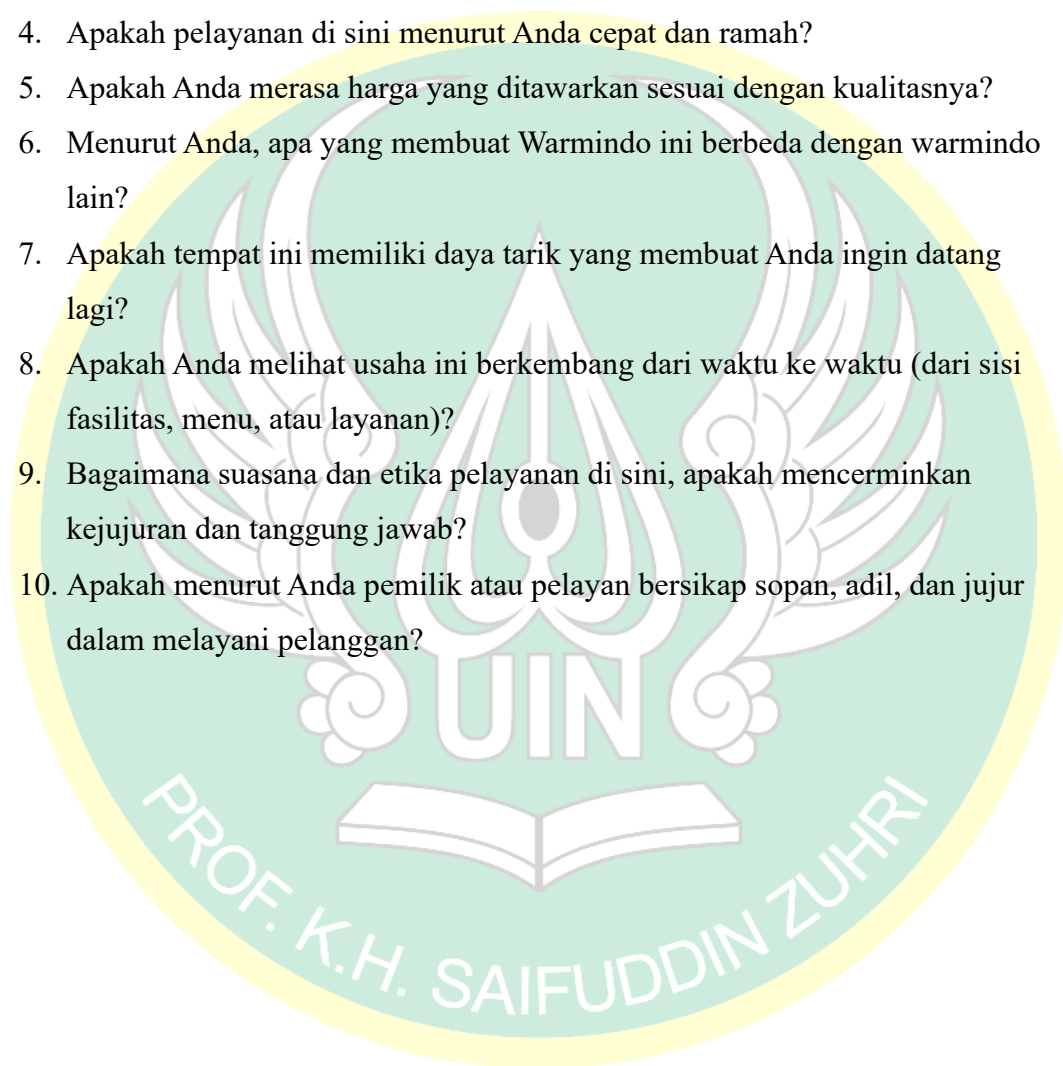 4. Apakah pelayanan di sini menurut Anda cepat dan ramah?
5. Apakah Anda merasa harga yang ditawarkan sesuai dengan kualitasnya?
6. Menurut Anda, apa yang membuat Warmindo ini berbeda dengan warmindo
lain?
7. Apakah tempat ini memiliki daya tarik yang membuat Anda ingin datang
lagi?
8. Apakah Anda melihat usaha ini berkembang dari waktu ke waktu (dari sisi
fasilitas, menu, atau layanan)?
9. Bagaimana suasana dan etika pelayanan di sini, apakah mencerminkan
kejujuran dan tanggung jawab?
10. Apakah menurut Anda pemilik atau pelayan bersikap sopan, adil, dan jujur
dalam melayani pelanggan?
UIN
PROF. K.H. SAIFUDDIN ZUHRI